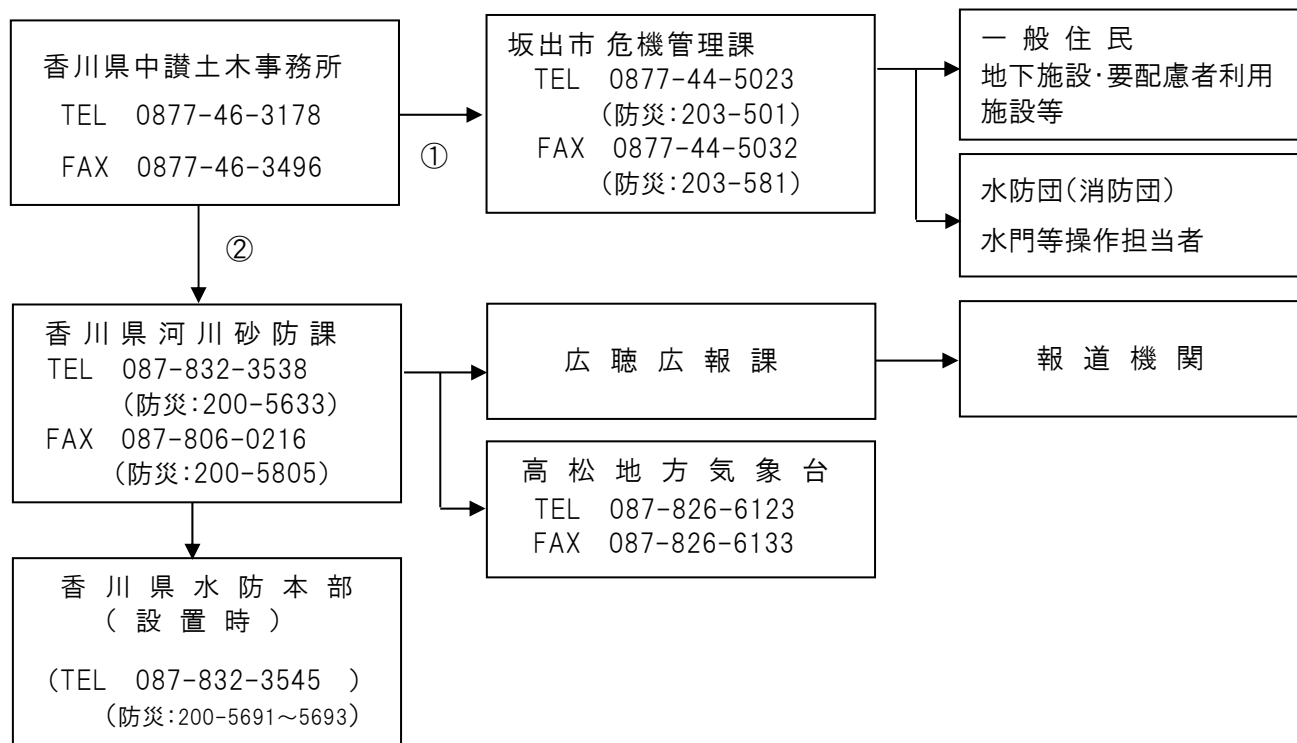 香川県中讃土木事務所
TEL 0877-46-3178
FAX 0877-46-3496
①
坂出市 危機管理課
TEL 0877-44-5023
(防災:203-501)
FAX 0877-44-5032
(防災:203-581)
一般住民
地下施設・要配慮者利用
施設等
水防団(消防団)
水門等操作担当者
②
香川県河川砂防課
TEL 087-832-3538
(防災:200-5633)
FAX 087-806-0216
(防災:200-5805)
広聴広報課
報道機関
高松地方気象台
TEL 087-826-6123
FAX 087-826-6133
香川県水防本部
(設置時)
(TEL 087-832-3545 )
(防災:200-5691～5693)